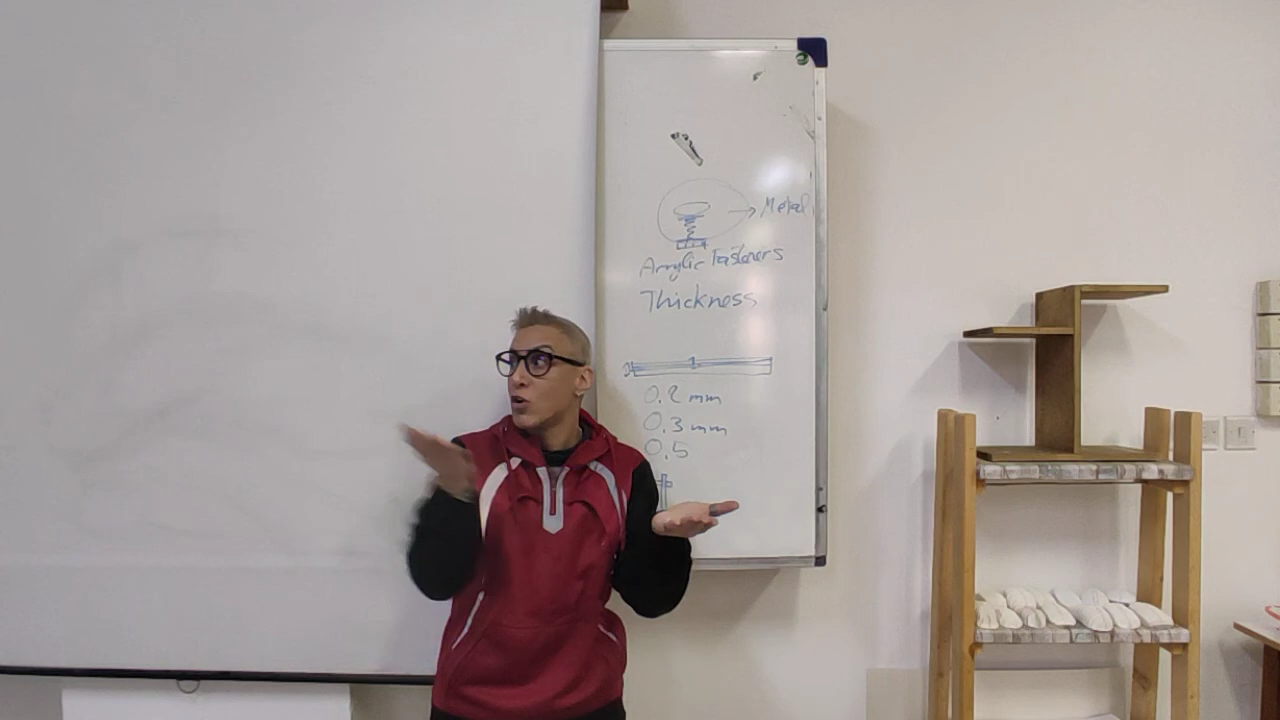 Metal
Acrylic Fasteners
Thickness
0.2 mm
0.3 mm
0.5